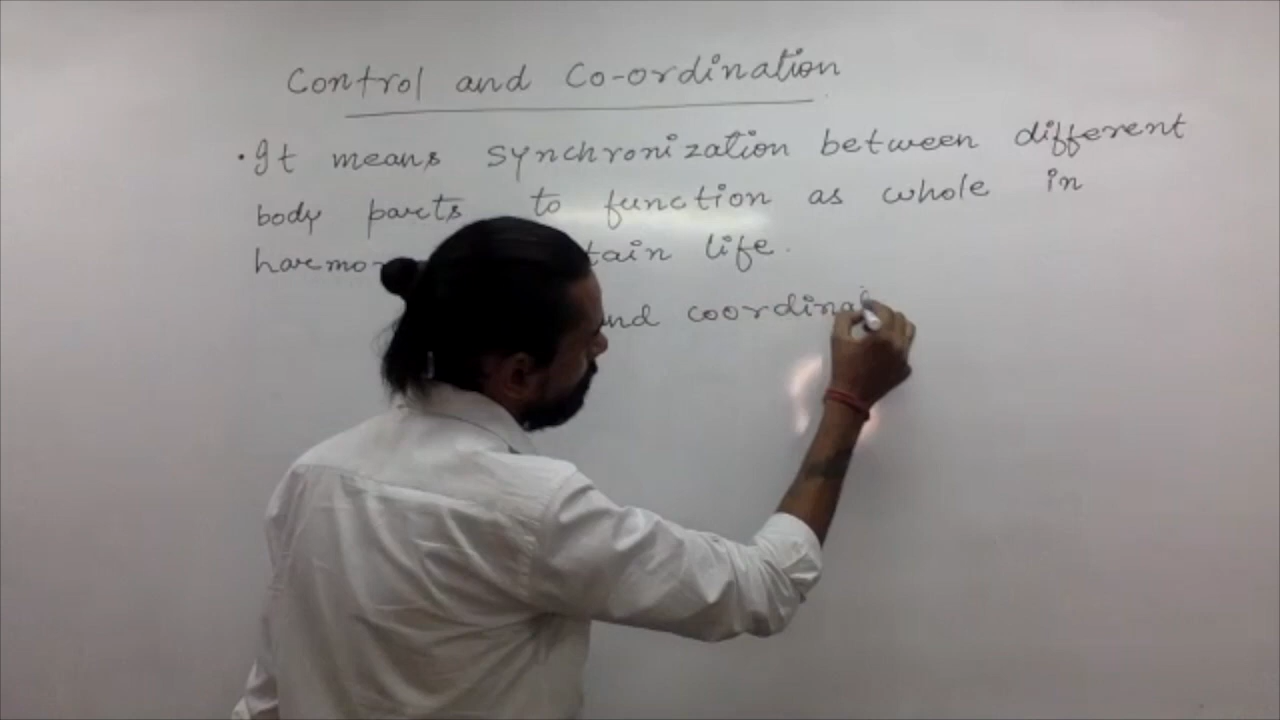 Control and Co-ordination
• It means synchronization between different
body parts to function as whole in
harmo tain life.
nd coordina